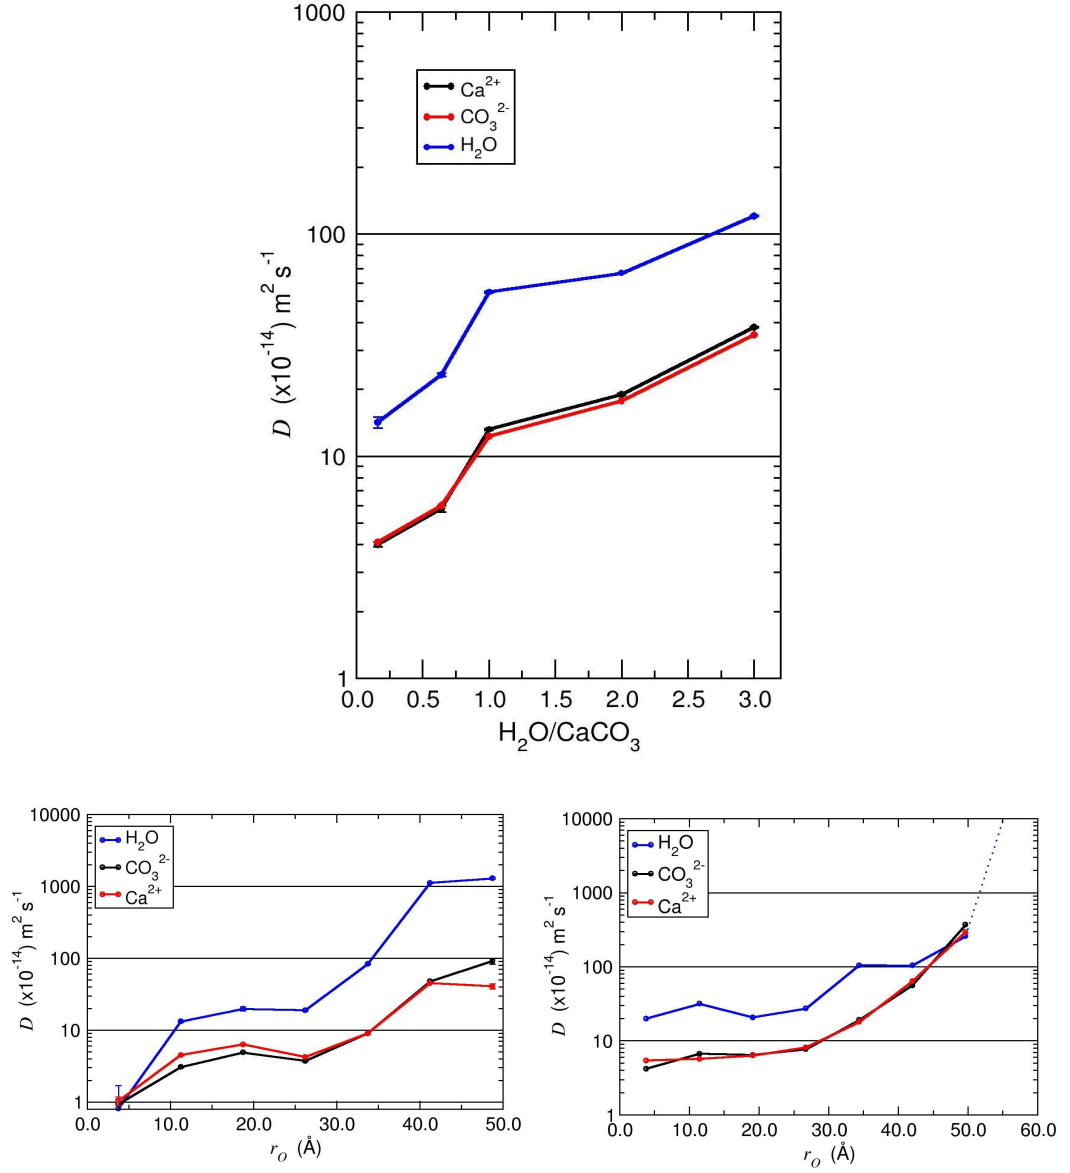 1000
100
10
1
D (x10⁻¹⁴) m² s⁻¹
Ca²⁺
CO₃²⁻
H₂O
0.0 0.5 1.0 1.5 2.0 2.5 3.0
H₂O/CaCO₃
10000
1000
100
10
1
D (x10⁻¹⁴) m² s⁻¹
H₂O
CO₃²⁻
Ca²⁺
0.0 10.0 20.0 30.0 40.0 50.0
r_O (Å)
10000
1000
100
10
1
D (x10⁻¹⁴) m² s⁻¹
H₂O
CO₃²⁻
Ca²⁺
0.0 10.0 20.0 30.0 40.0 50.0 60.0
r_O (Å)